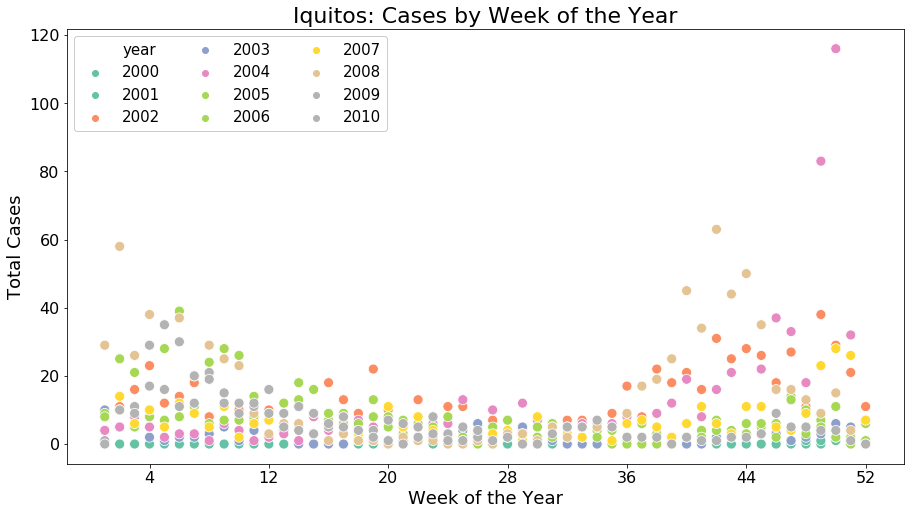 Iquitos: Cases by Week of the Year
120
100
80
60
40
20
0
Total Cases
year 2003 2007
2000 2004 2008
2001 2005 2009
2002 2006 2010
4 12 20 28 36 44 52
Week of the Year